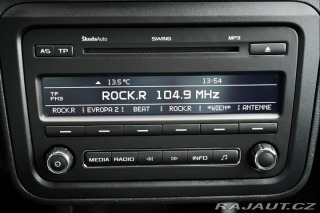 ŠkodaAuto SWING MP3
AS TP
13.5°C 13:54
ROCK.R 104.9 MHz
TP
FM3
ROCK.R | EVROPA 2 | BEAT | ROCK.R | *WIEN* | ANTENNE
MEDIA RADIO INFO
RAJAUT.CZ